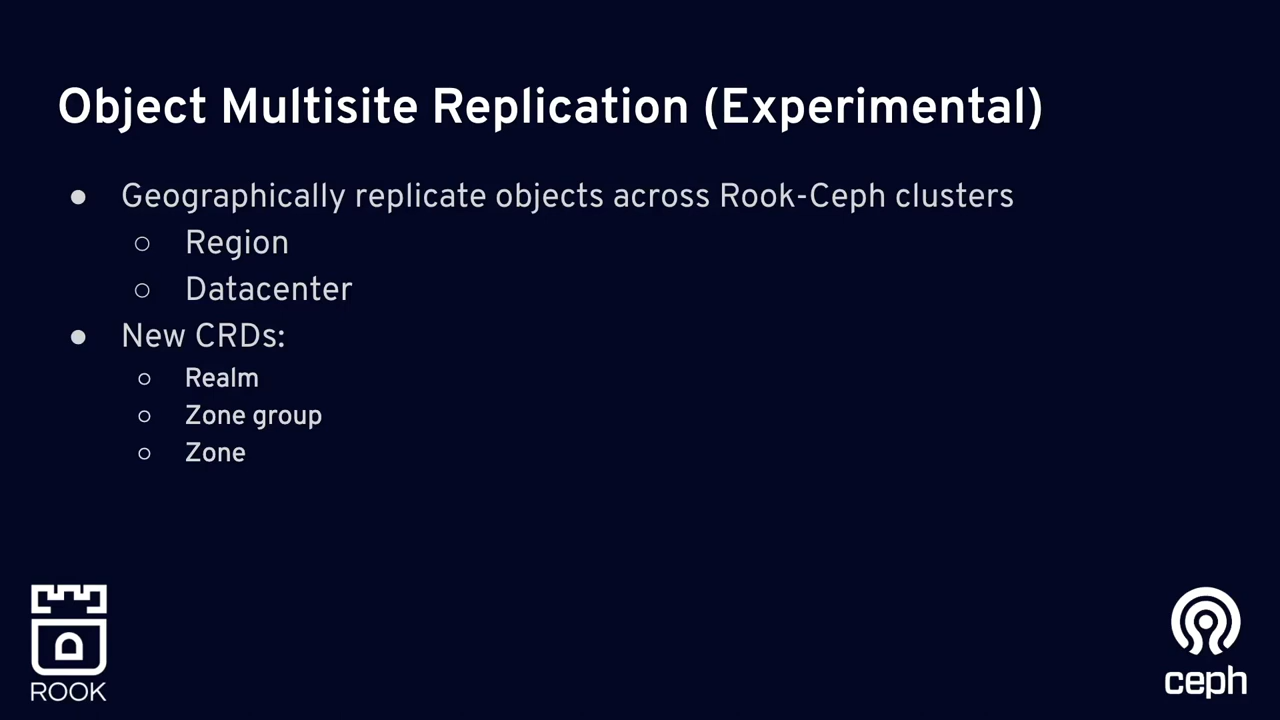 Object Multisite Replication (Experimental)
● Geographically replicate objects across Rook-Ceph clusters
○ Region
○ Datacenter
● New CRDs:
○ Realm
○ Zone group
○ Zone
ROOK
ceph